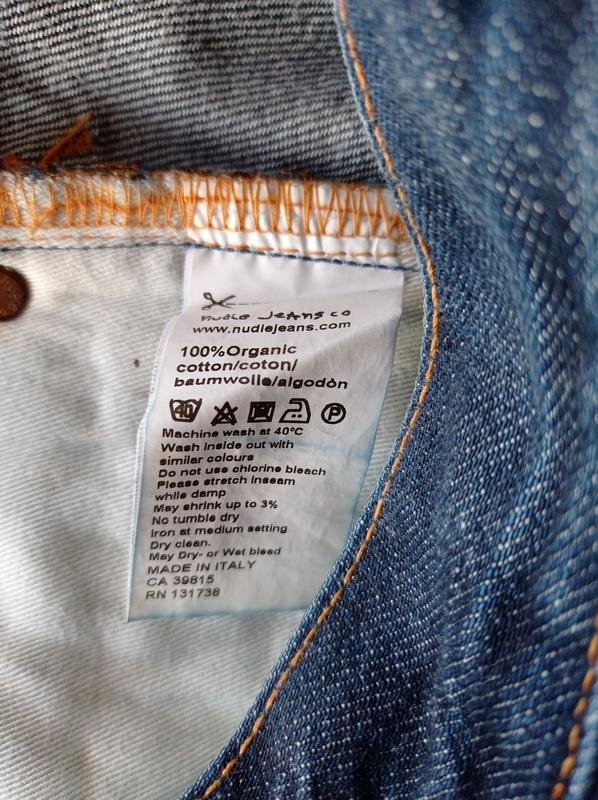 nudie jeans co
www.nudiejeans.com
100%Organic
cotton/coton/
baumwolle/algodòn
40
P
Machine wash at 40°C
Wash inside out with
similar colours
Do not use chlorine bleach
Please stretch inseam
while damp
May shrink up to 3%
No tumble dry
Iron at medium setting
Dry clean.
May Dry- or Wet bleed
MADE IN ITALY
CA 39815
RN 131738